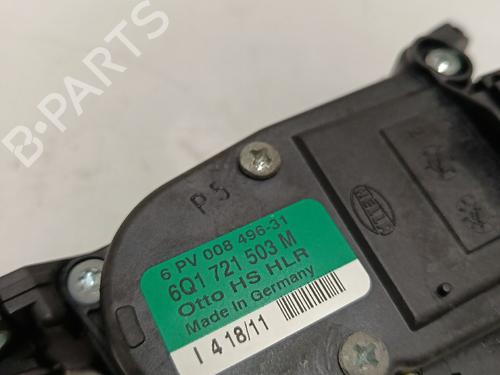 B-PARTS
P 5
HELLA
6 PV 008 496-31
6Q1 721 503 M
Otto HS HLR
Made in Germany
I 4 18/11